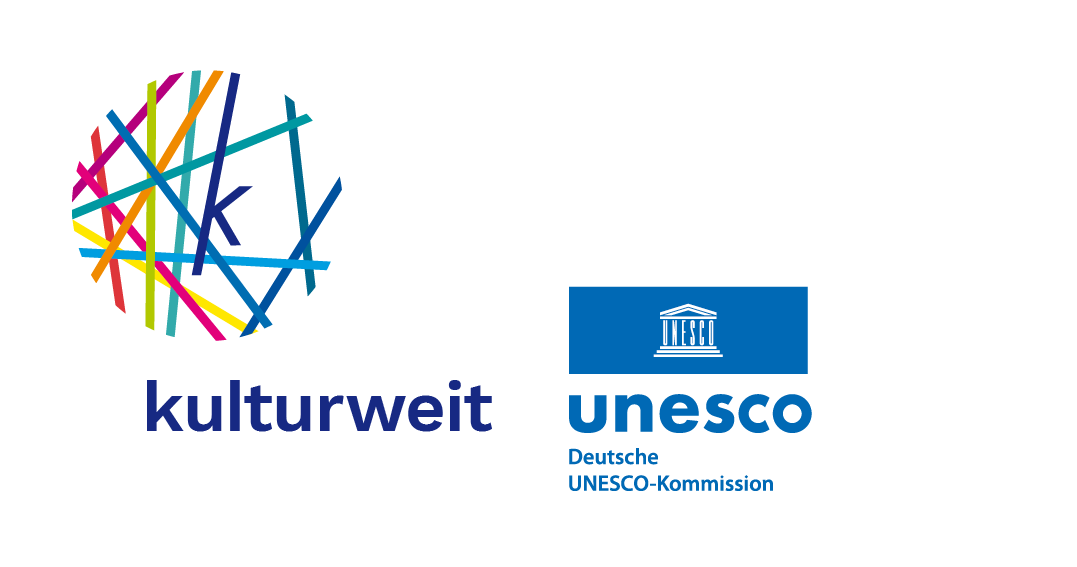 k
kulturweit
UNESCO
unesco
Deutsche
UNESCO-Kommission